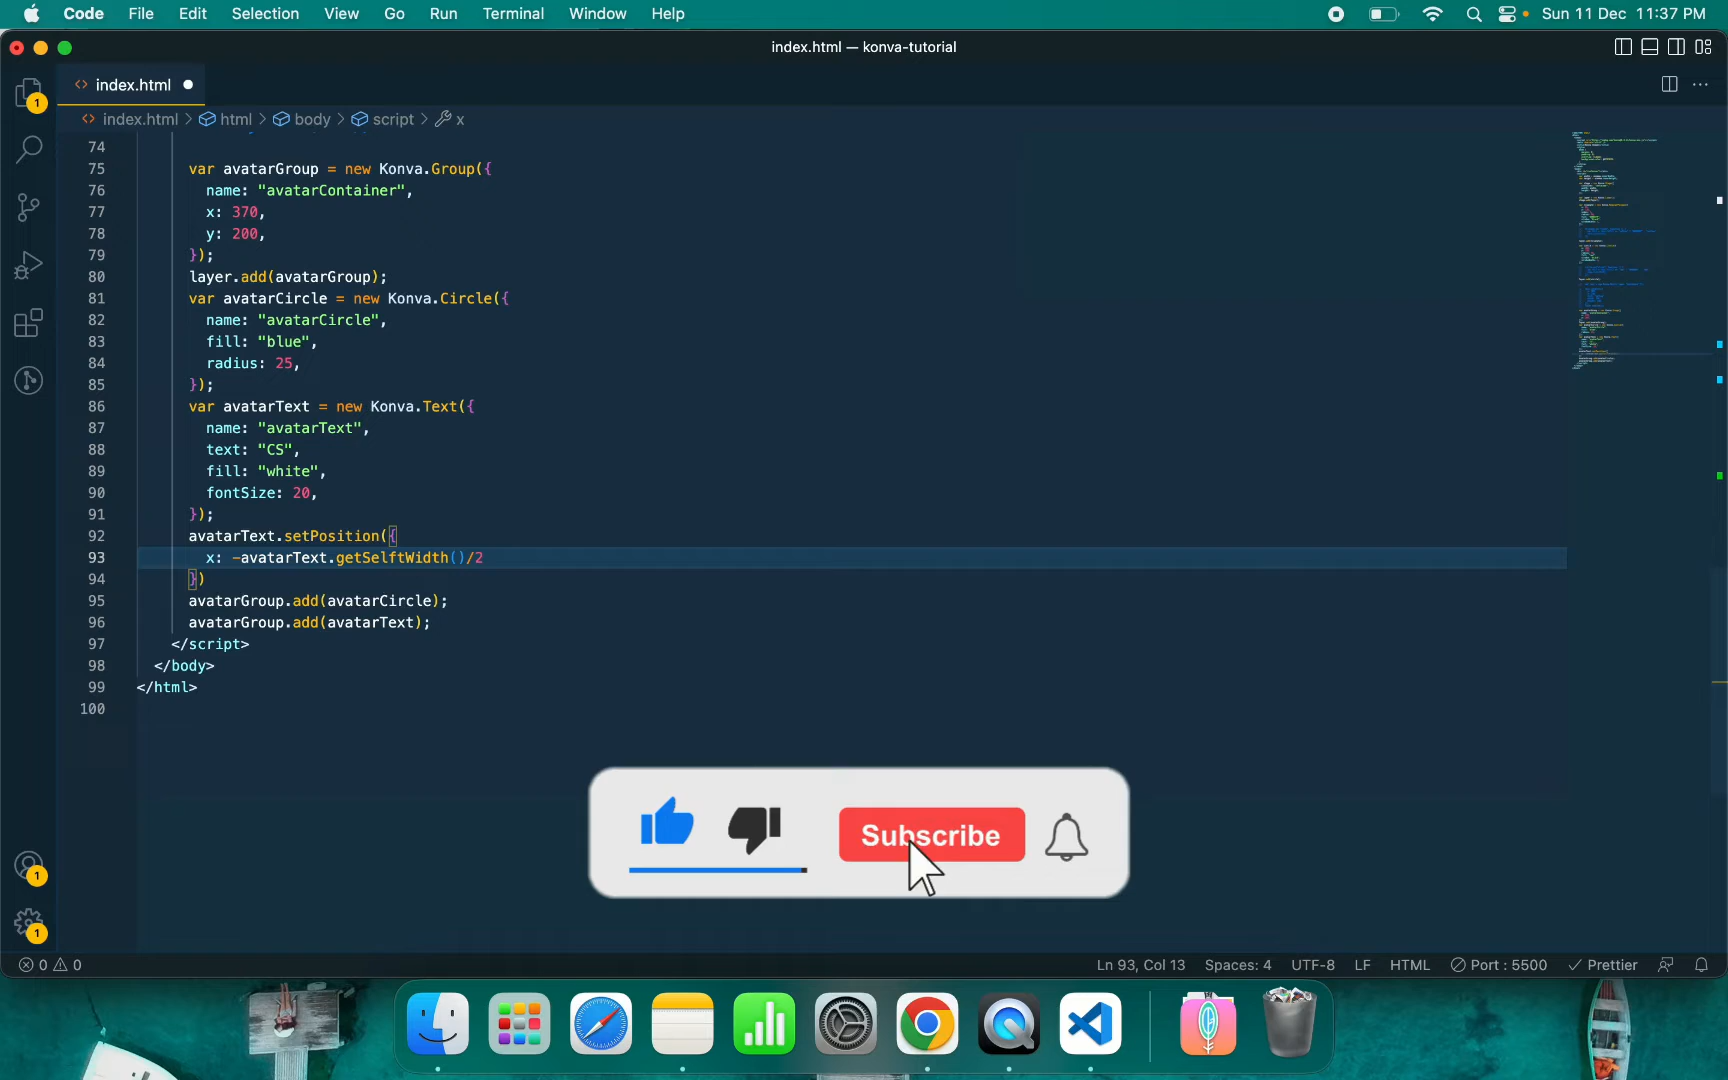 Code File Edit Selection View Go Run Terminal Window Help Sun 11 Dec 11:37 PM
index.html — konva-tutorial
index.html
index.html > html > body > script > x
74
75 var avatarGroup = new Konva.Group({
76 name: "avatarContainer",
77 x: 370,
78 y: 200,
79 });
80 layer.add(avatarGroup);
81 var avatarCircle = new Konva.Circle({
82 name: "avatarCircle",
83 fill: "blue",
84 radius: 25,
85 });
86 var avatarText = new Konva.Text({
87 name: "avatarText",
88 text: "CS",
89 fill: "white",
90 fontSize: 20,
91 });
92 avatarText.setPosition({
93 x: -avatarText.getSelftWidth()/2
94 })
95 avatarGroup.add(avatarCircle);
96 avatarGroup.add(avatarText);
97 </script>
98 </body>
99 </html>
100
Subscribe
1
1
1
0 0 Ln 93, Col 13 Spaces: 4 UTF-8 LF HTML Port : 5500 Prettier